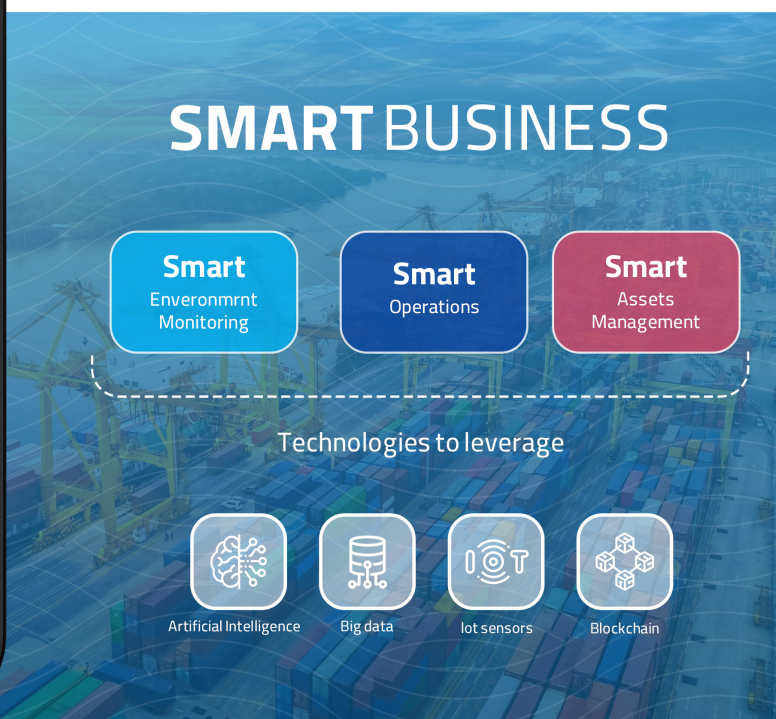 SMART BUSINESS
Smart
Enveronmrnt
Monitoring
Smart
Operations
Smart
Assets
Management
Technologies to leverage
IOT
Artificial Intelligence
Big data
Iot sensors
Blockchain